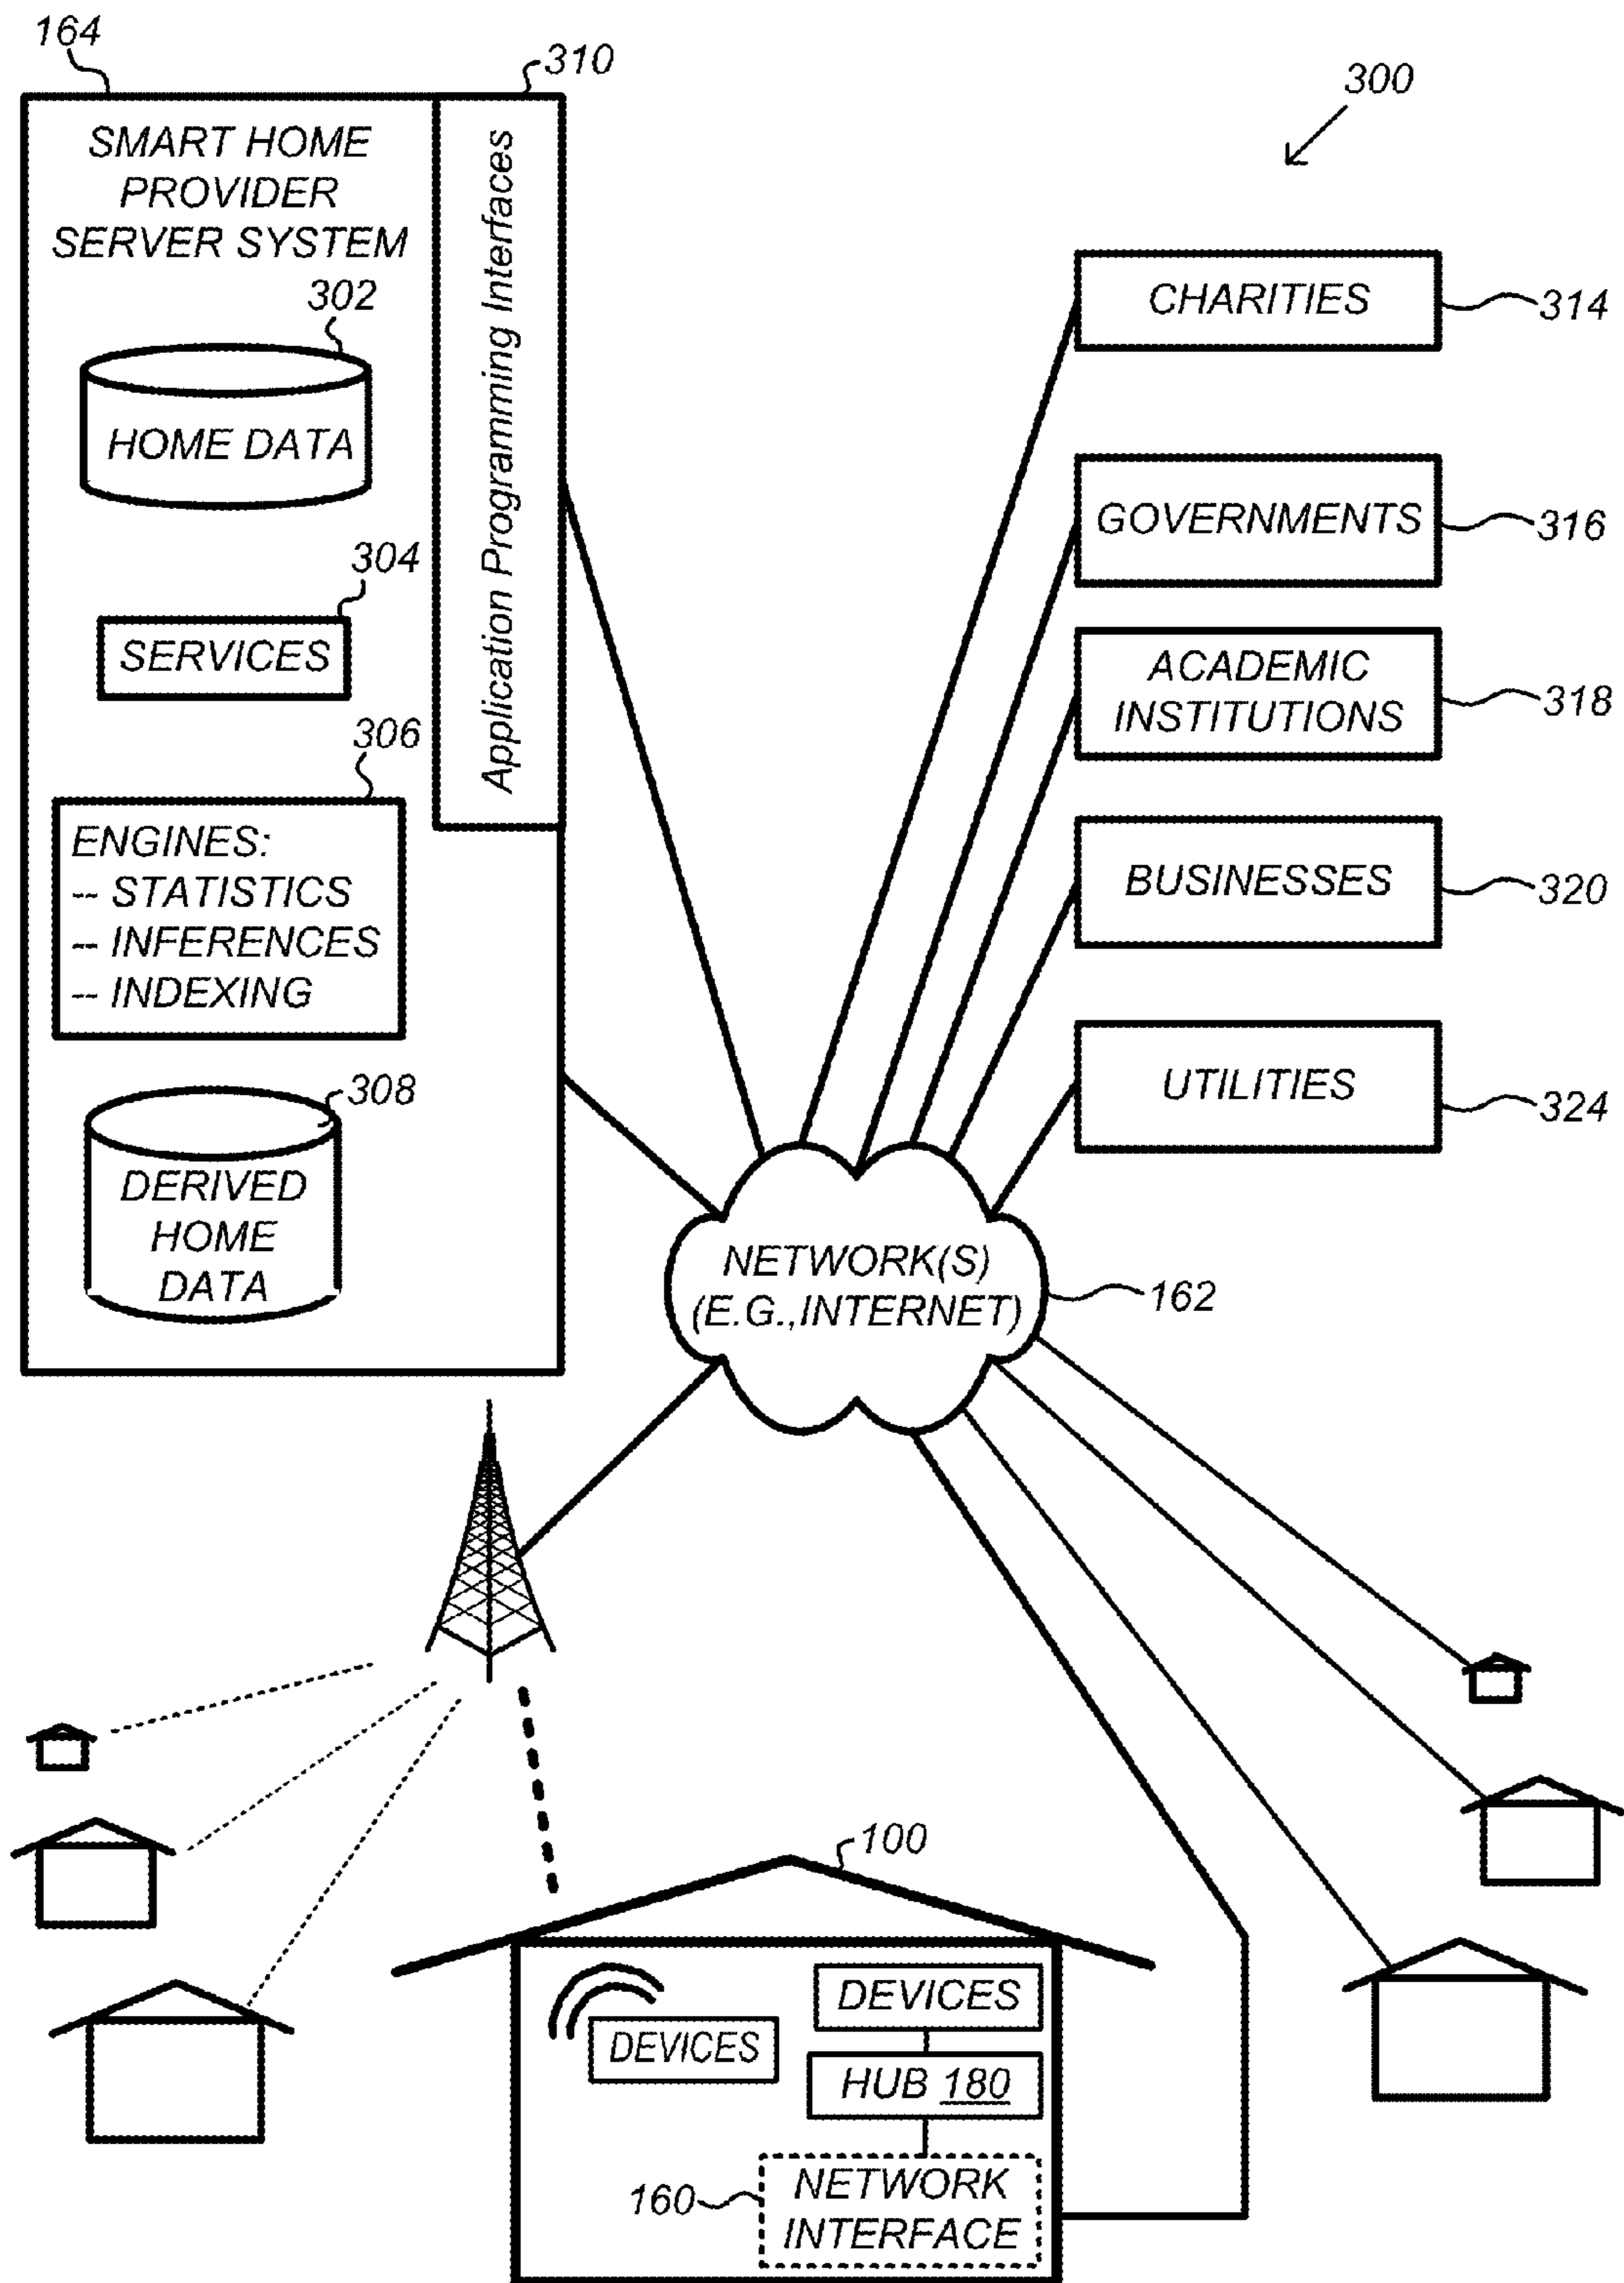 164
310
300
SMART HOME
PROVIDER
SERVER SYSTEM
Application Programming Interfaces
302
HOME DATA
304
SERVICES
306
ENGINES:
-- STATISTICS
-- INFERENCES
-- INDEXING
308
DERIVED
HOME
DATA
CHARITIES
314
GOVERNMENTS
316
ACADEMIC
INSTITUTIONS
318
BUSINESSES
320
UTILITIES
324
NETWORK(S)
(E.G.,INTERNET)
162
100
DEVICES
DEVICES
HUB 180
160
NETWORK
INTERFACE